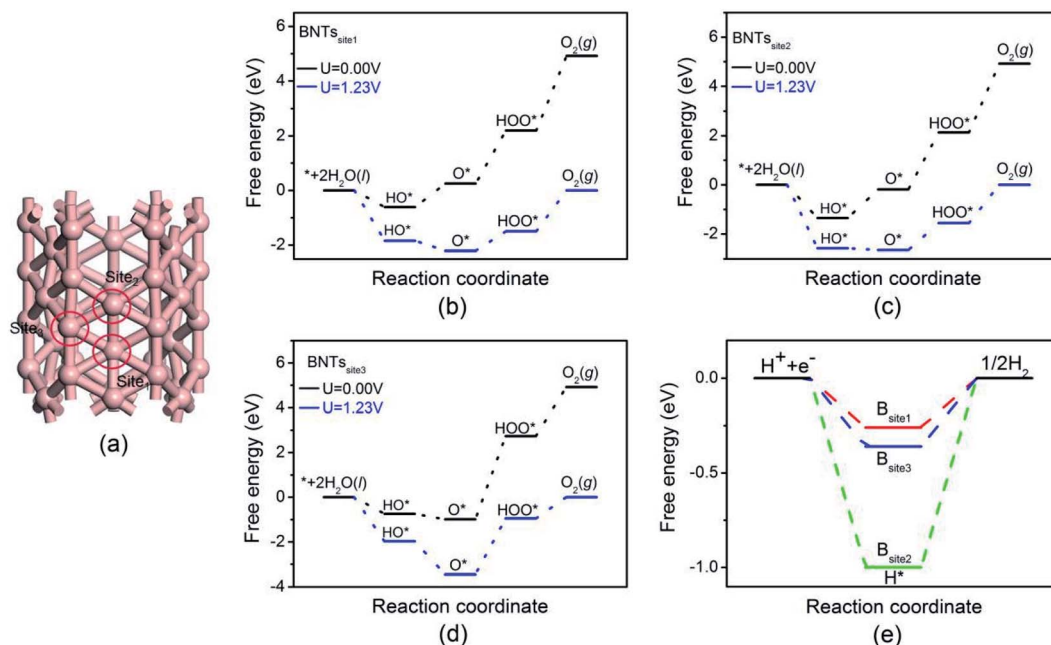 Site2
Site3
Site1
(a)
BNTssite1
U=0.00V
U=1.23V
Free energy (eV)
6
4
2
0
-2
*+2H2O(l)
HO*
O*
HOO*
O2(g)
HO*
O*
HOO*
O2(g)
Reaction coordinate
(b)
BNTssite2
U=0.00V
U=1.23V
Free energy (eV)
6
4
2
0
-2
*+2H2O(l)
HO*
O*
HOO*
O2(g)
HO*
O*
HOO*
O2(g)
Reaction coordinate
(c)
BNTssite3
U=0.00V
U=1.23V
Free energy (eV)
6
4
2
0
-2
-4
*+2H2O(l)
HO*
O*
HOO*
O2(g)
HO*
O*
HOO*
O2(g)
Reaction coordinate
(d)
Free energy (eV)
0.0
-0.5
-1.0
H++e-
1/2H2
Bsite1
Bsite3
Bsite2
H*
Reaction coordinate
(e)